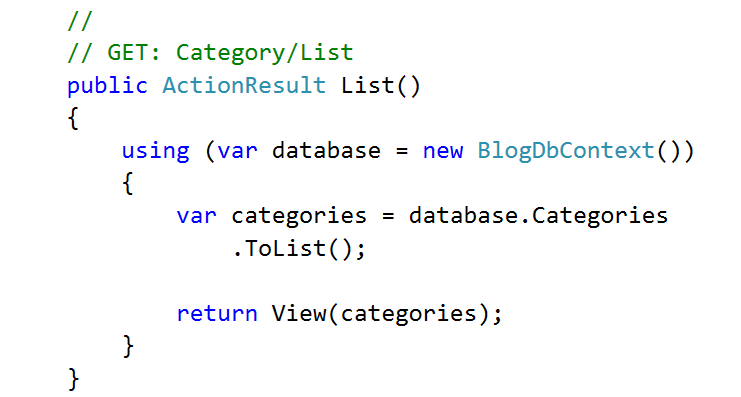 //
// GET: Category/List
public ActionResult List()
{
using (var database = new BlogDbContext())
{
var categories = database.Categories
.ToList();
return View(categories);
}
}